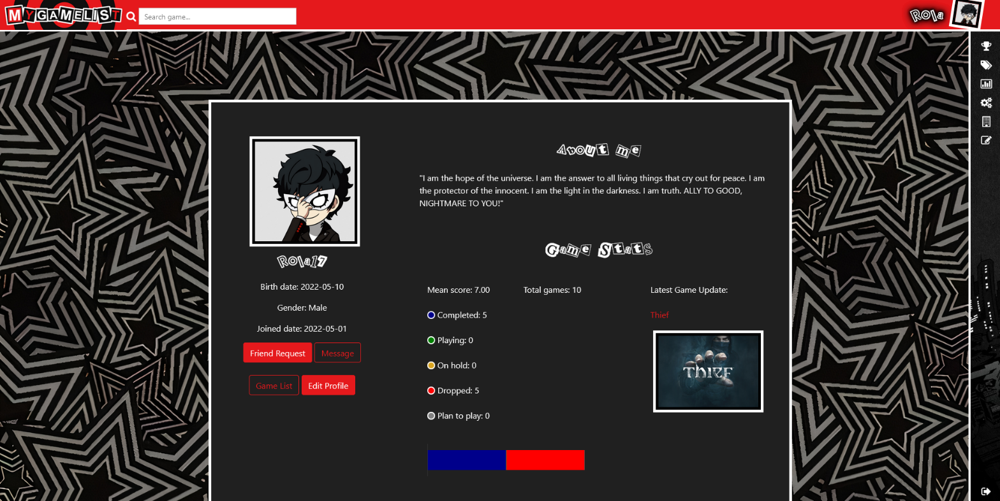 MYGAMELIST
Search game...
Rola
About me
"I am the hope of the universe. I am the answer to all living things that cry out for peace. I am
the protector of the innocent. I am the light in the darkness. I am truth. ALLY TO GOOD,
NIGHTMARE TO YOU!"
Rola17
Birth date: 2022-05-10
Gender: Male
Joined date: 2022-05-01
Friend Request
Message
Game List
Edit Profile
Game Stats
Mean score: 7.00
Total games: 10
Latest Game Update:
Completed: 5
Playing: 0
On hold: 0
Dropped: 5
Plan to play: 0
Thief
THIEF